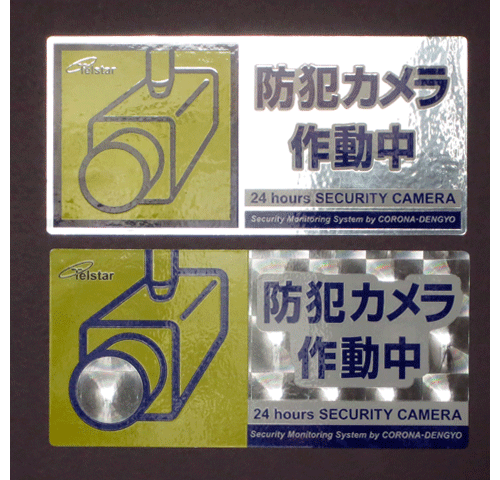 Telstar
防犯カメラ
作動中
24 hours SECURITY CAMERA
Security Monitoring System by CORONA-DENGYO
Telstar
防犯カメラ
作動中
24 hours SECURITY CAMERA
Security Monitoring System by CORONA-DENGYO